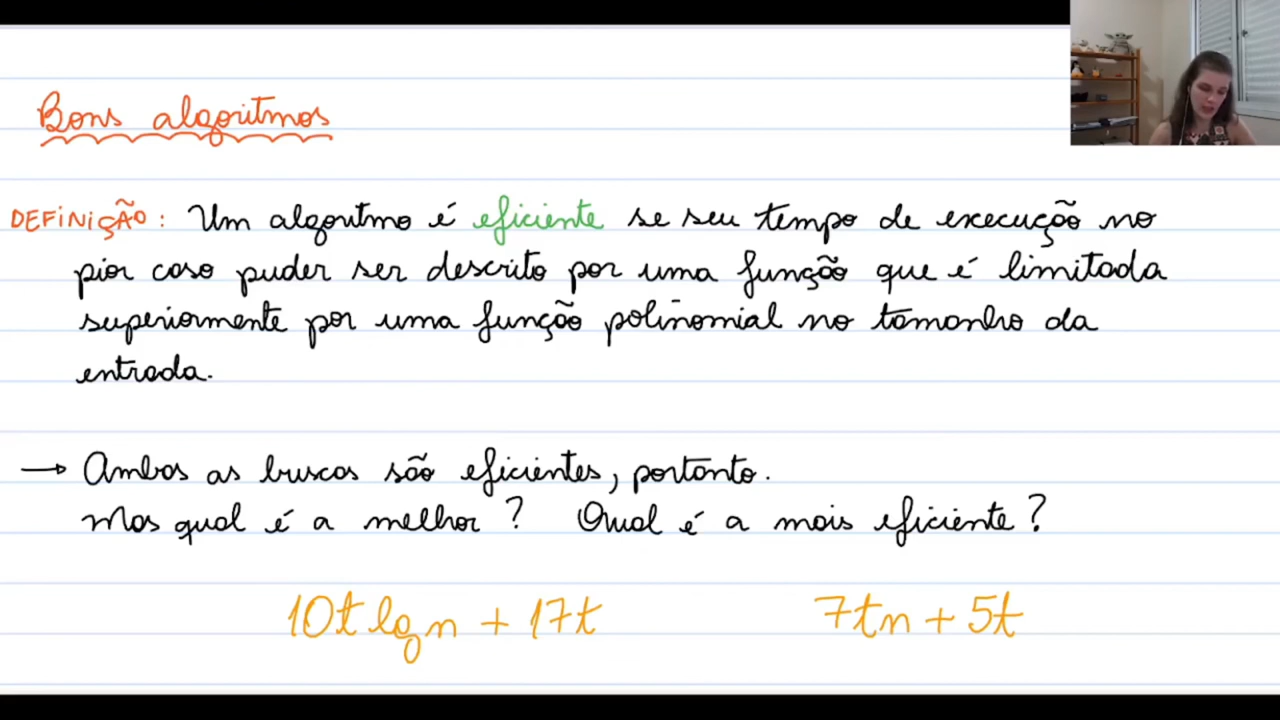 Bons algoritmos
DEFINIÇÃO: Um algoritmo é eficiente se seu tempo de execução no
pior caso puder ser descrito por uma função que é limitada
superiormente por uma função polinomial no tamanho da
entrada.
→ Ambas as buscas são eficientes, portanto.
Mas qual é a melhor? Qual é a mais eficiente?
10t lg n + 17t 7tn + 5t